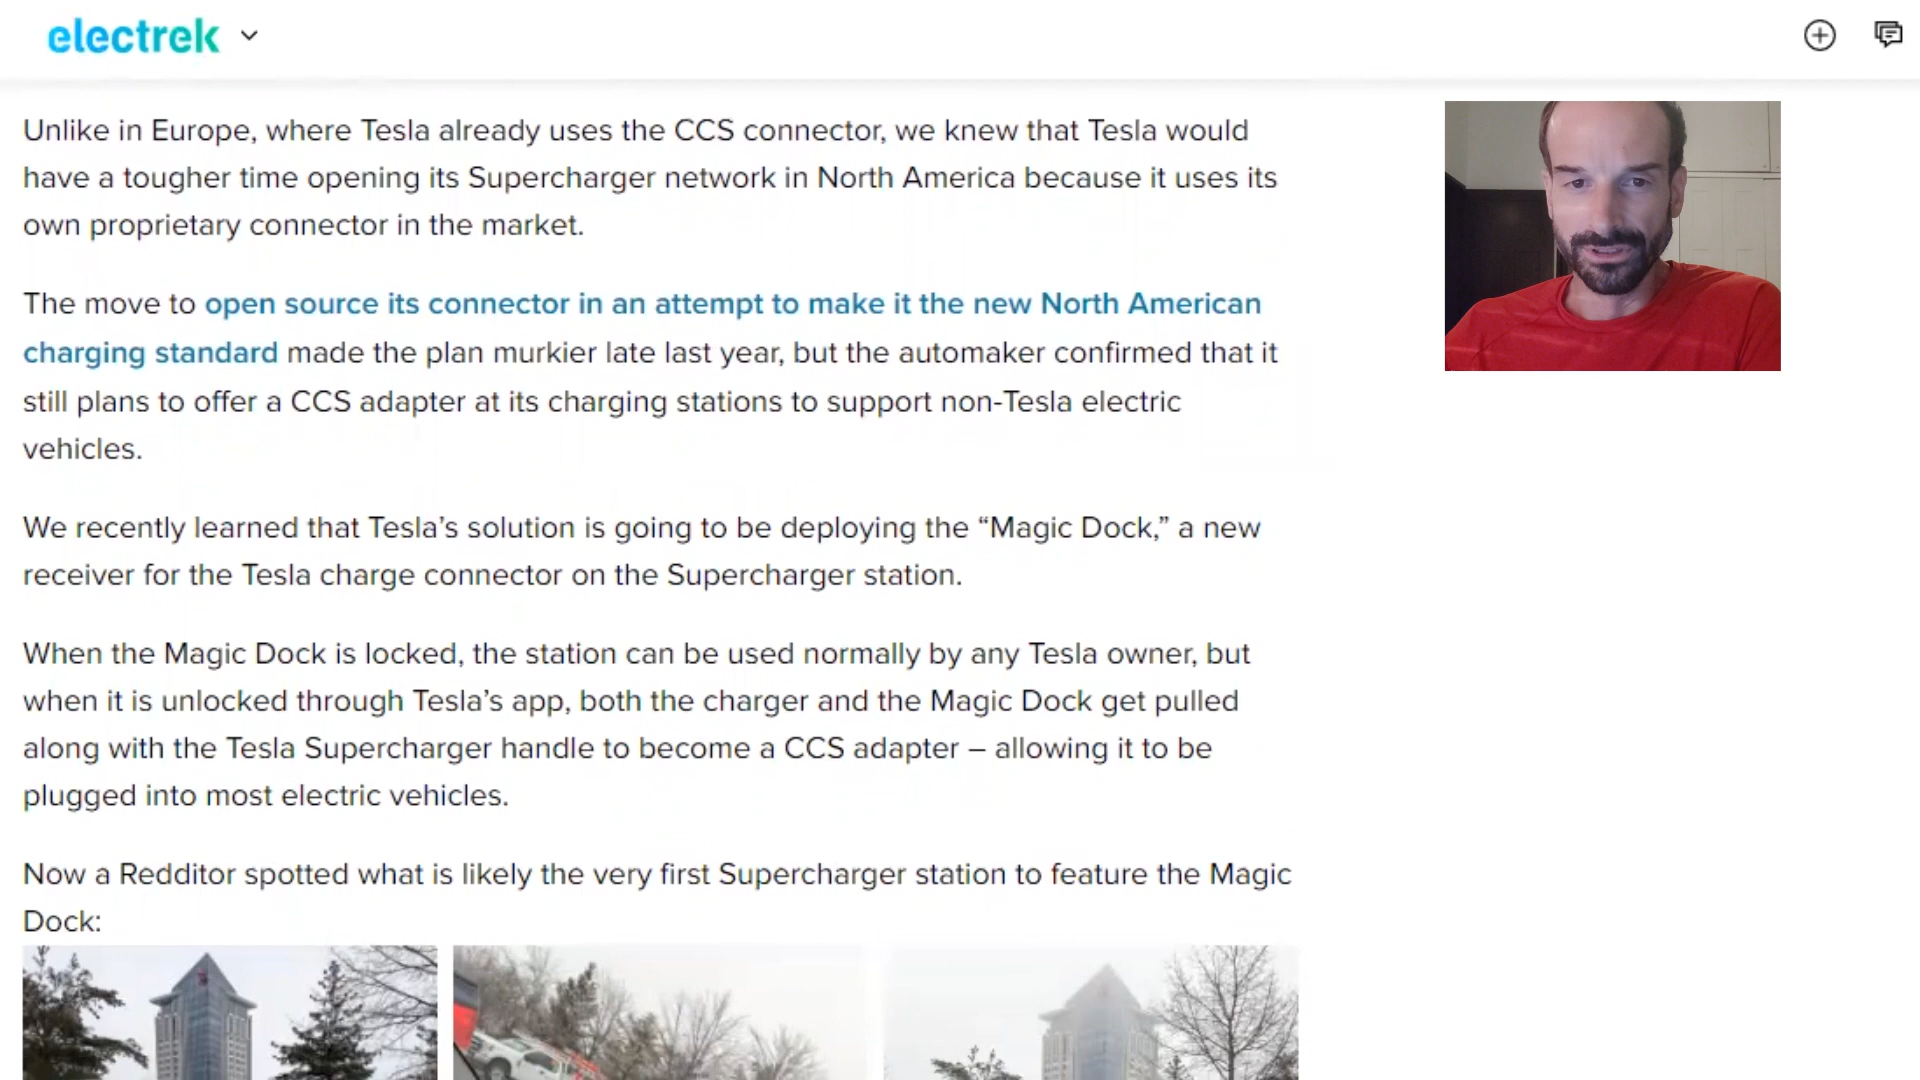 electrek
Unlike in Europe, where Tesla already uses the CCS connector, we knew that Tesla would
have a tougher time opening its Supercharger network in North America because it uses its
own proprietary connector in the market.
The move to open source its connector in an attempt to make it the new North American
charging standard made the plan murkier late last year, but the automaker confirmed that it
still plans to offer a CCS adapter at its charging stations to support non-Tesla electric
vehicles.
We recently learned that Tesla’s solution is going to be deploying the “Magic Dock,” a new
receiver for the Tesla charge connector on the Supercharger station.
When the Magic Dock is locked, the station can be used normally by any Tesla owner, but
when it is unlocked through Tesla’s app, both the charger and the Magic Dock get pulled
along with the Tesla Supercharger handle to become a CCS adapter – allowing it to be
plugged into most electric vehicles.
Now a Redditor spotted what is likely the very first Supercharger station to feature the Magic
Dock: